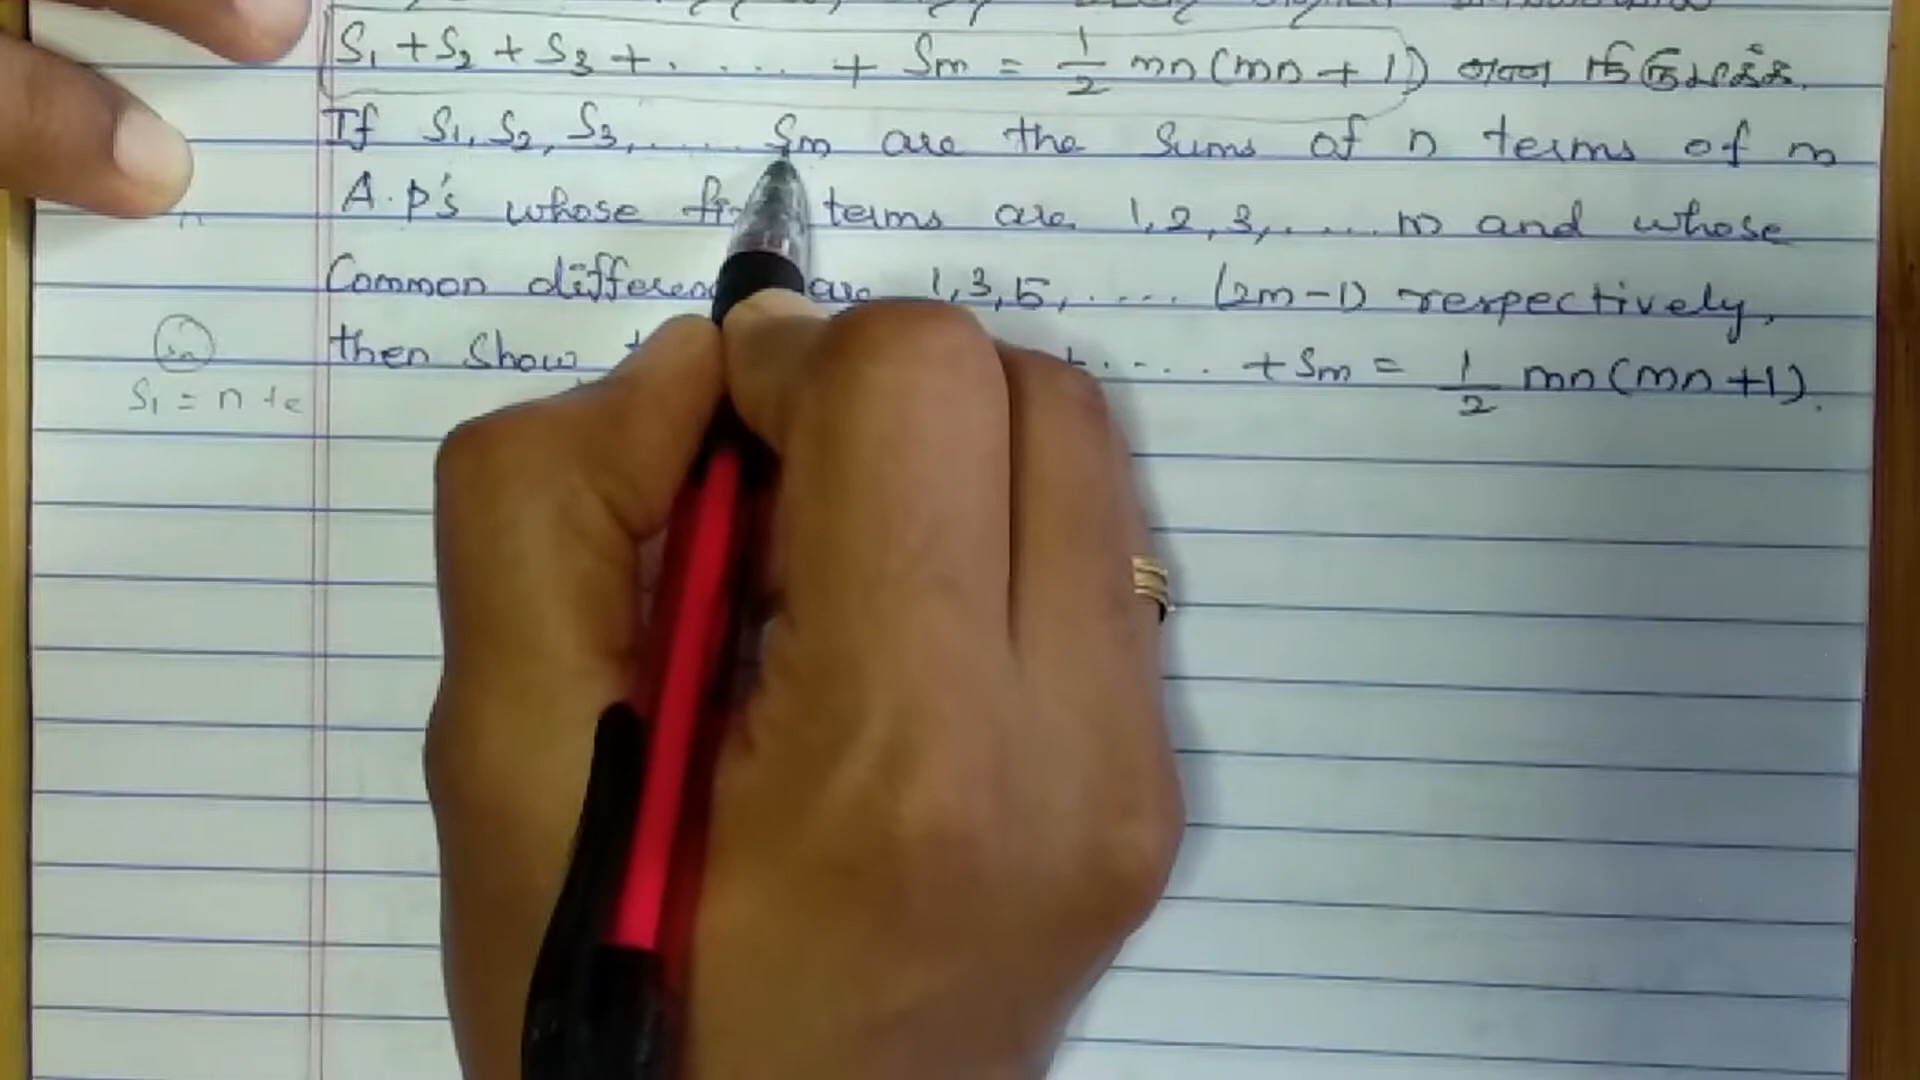 S1 + S2 + S3 + . . . . . + Sm = 1/2 mn(mn + 1) என நிறுவுக.
If S1, S2, S3, ..... Sm are the Sums of n terms of m
A.P's whose terms are 1, 2, 3, ..... m and whose
Common are 1, 3, 5, .... (2m-1) respectively,
then Show + .... + Sm = 1/2 mn(mn+1).
S1 = n te